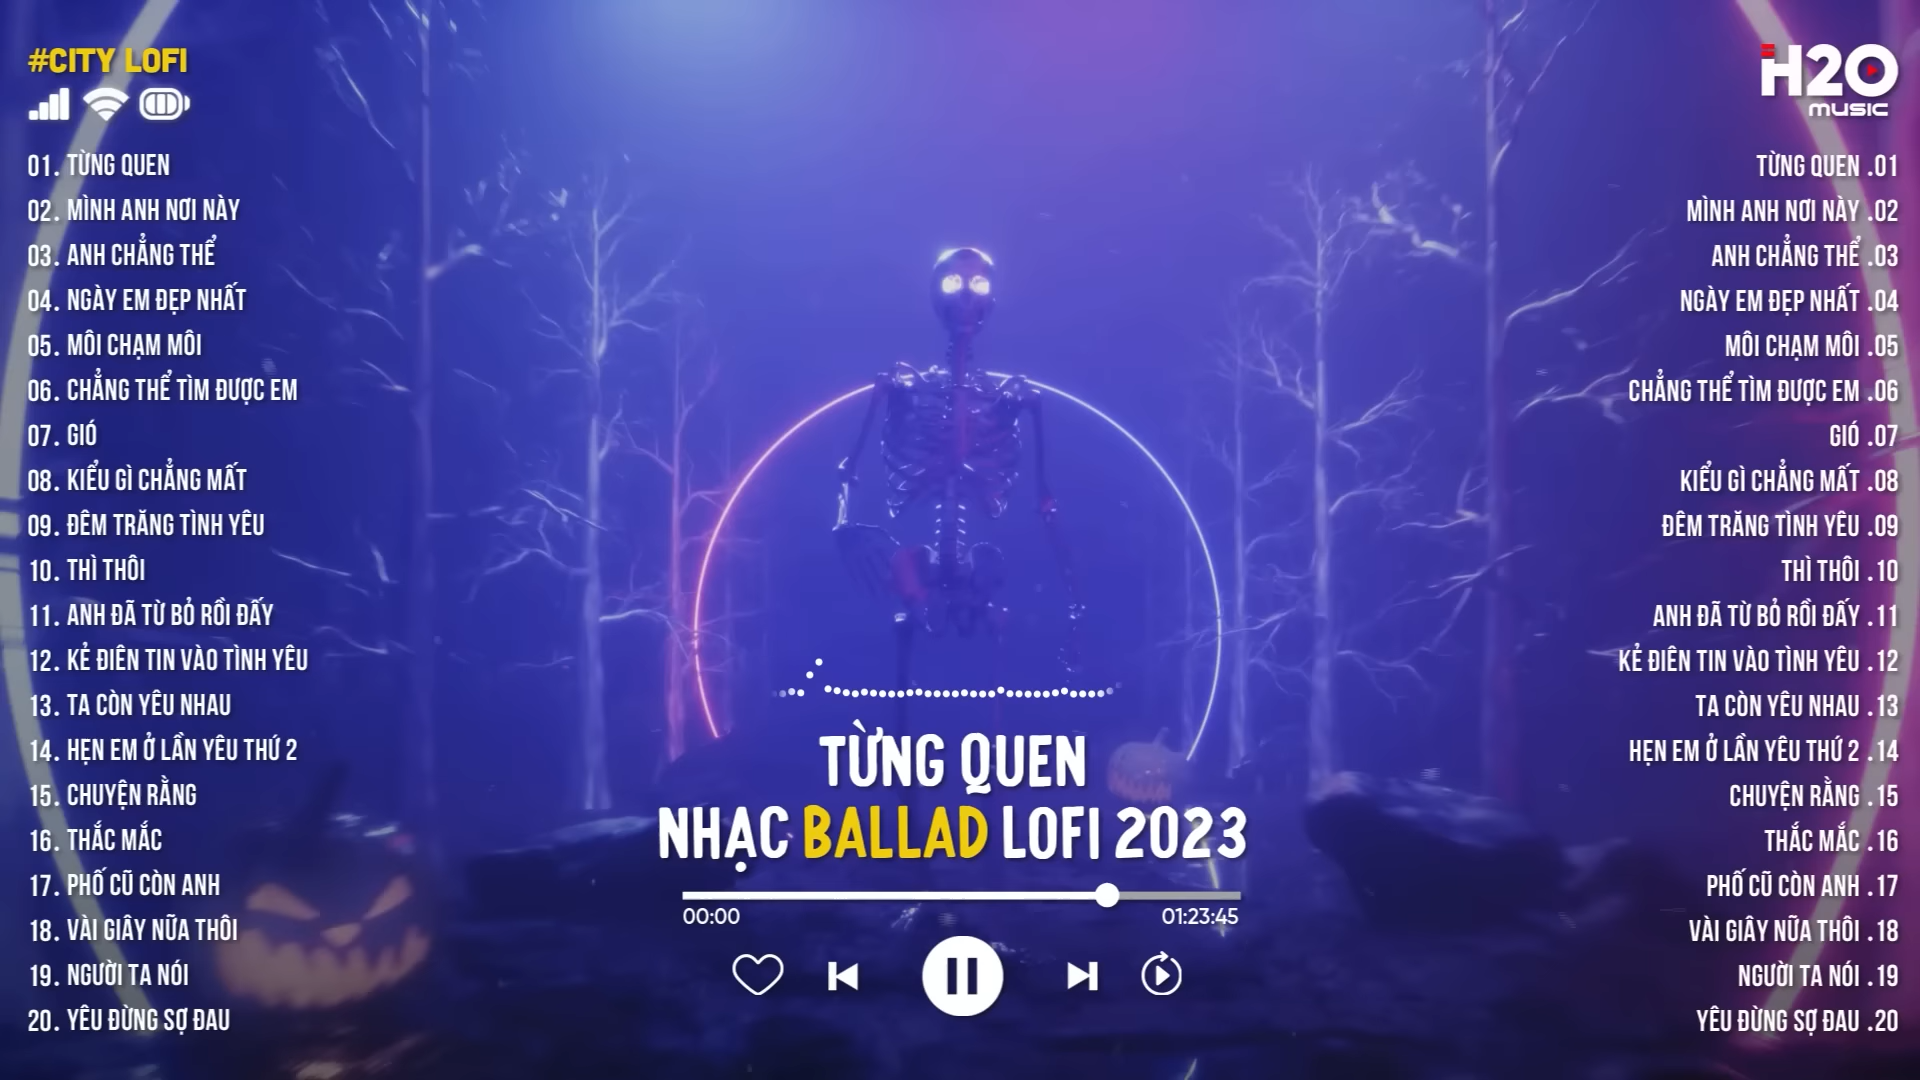 #CITY LOFI
01. TỪNG QUEN
02. MÌNH ANH NƠI NÀY
03. ANH CHẲNG THỂ
04. NGÀY EM ĐẸP NHẤT
05. MÔI CHẠM MÔI
06. CHẲNG THỂ TÌM ĐƯỢC EM
07. GIÓ
08. KIỂU GÌ CHẲNG MẤT
09. ĐÊM TRĂNG TÌNH YÊU
10. THÌ THÔI
11. ANH ĐÃ TỪ BỎ RỒI ĐẤY
12. KẺ ĐIÊN TIN VÀO TÌNH YÊU
13. TA CÒN YÊU NHAU
14. HẸN EM Ở LẦN YÊU THỨ 2
15. CHUYỆN RẰNG
16. THẮC MẮC
17. PHỐ CŨ CÒN ANH
18. VÀI GIÂY NỮA THÔI
19. NGƯỜI TA NÓI
20. YÊU ĐỪNG SỢ ĐAU
TỪNG QUEN
NHẠC BALLAD LOFI 2023
00:00
01:23:45
H2O
MUSIC
TỪNG QUEN .01
MÌNH ANH NƠI NÀY .02
ANH CHẲNG THỂ .03
NGÀY EM ĐẸP NHẤT .04
MÔI CHẠM MÔI .05
CHẲNG THỂ TÌM ĐƯỢC EM .06
GIÓ .07
KIỂU GÌ CHẲNG MẤT .08
ĐÊM TRĂNG TÌNH YÊU .09
THÌ THÔI .10
ANH ĐÃ TỪ BỎ RỒI ĐẤY .11
KẺ ĐIÊN TIN VÀO TÌNH YÊU .12
TA CÒN YÊU NHAU .13
HẸN EM Ở LẦN YÊU THỨ 2 .14
CHUYỆN RẰNG .15
THẮC MẮC .16
PHỐ CŨ CÒN ANH .17
VÀI GIÂY NỮA THÔI .18
NGƯỜI TA NÓI .19
YÊU ĐỪNG SỢ ĐAU .20